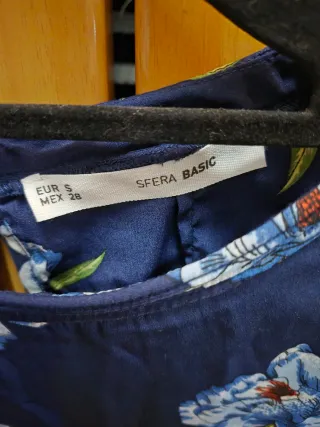 EUR S
MEX 28
SFERA BASIC